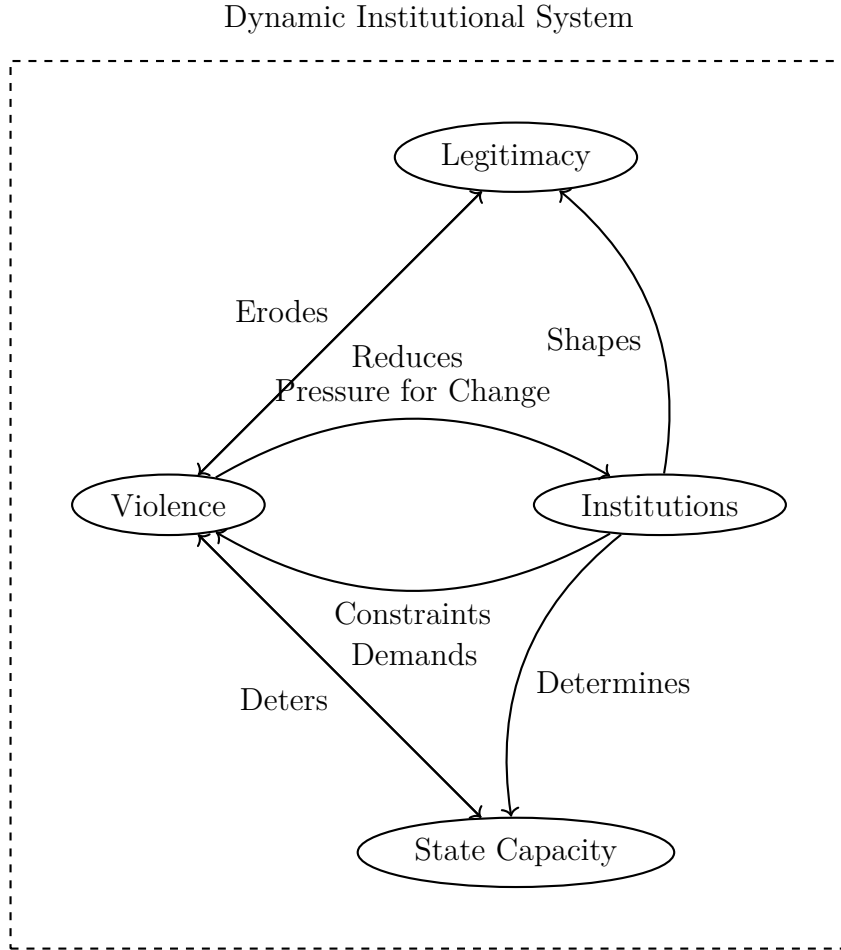 Dynamic Institutional System
Legitimacy
Erodes
Shapes
Reduces
Pressure for Change
Violence
Institutions
Constraints
Demands
Determines
Deters
State Capacity